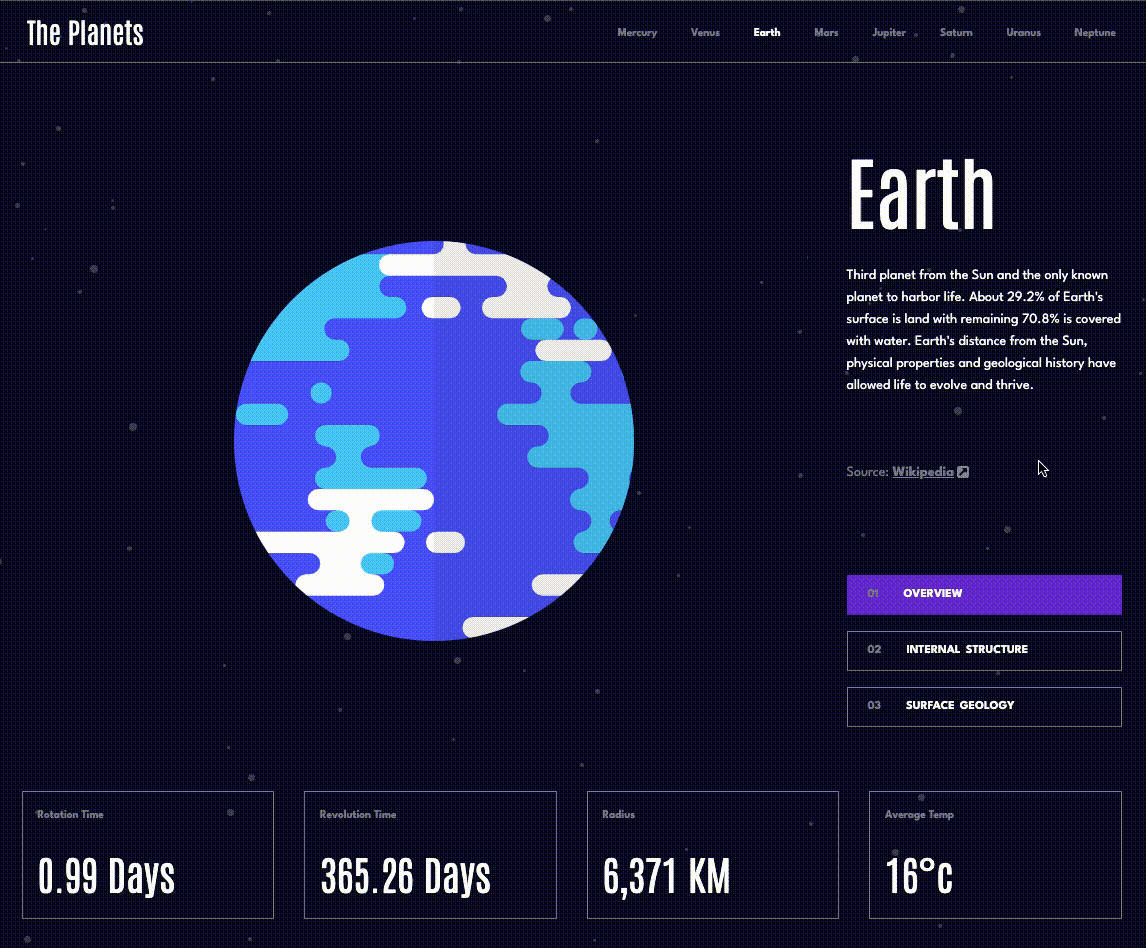 The Planets
Mercury Venus Earth Mars Jupiter Saturn Uranus Neptune
Earth
Third planet from the Sun and the only known
planet to harbor life. About 29.2% of Earth's
surface is land with remaining 70.8% is covered
with water. Earth's distance from the Sun,
physical properties and geological history have
allowed life to evolve and thrive.
Source: Wikipedia
01 OVERVIEW
02 INTERNAL STRUCTURE
03 SURFACE GEOLOGY
Rotation Time
0.99 Days
Revolution Time
365.26 Days
Radius
6,371 KM
Average Temp
16°c